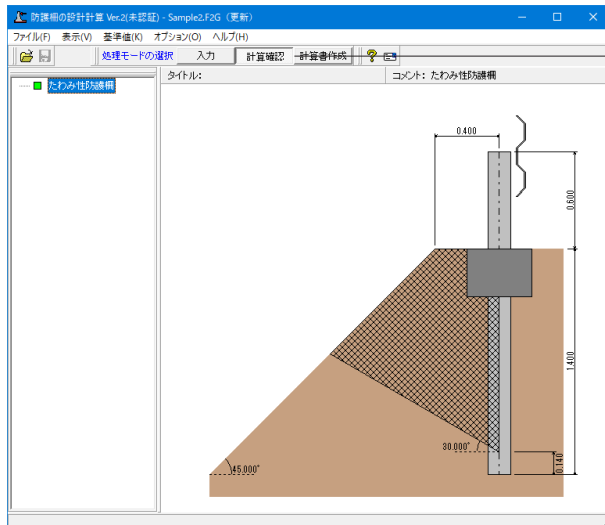 防護柵の設計計算 Ver.2(未認証) - Sample2.F2G（更新）
ファイル(F) 表示(V) 基準値(K) オプション(O) ヘルプ(H)
処理モードの選択 入力 計算確認 計算書作成
たわみ性防護柵
タイトル: コメント: たわみ性防護柵
0.400
0.600
1.400
30.000°
0.140
45.000°